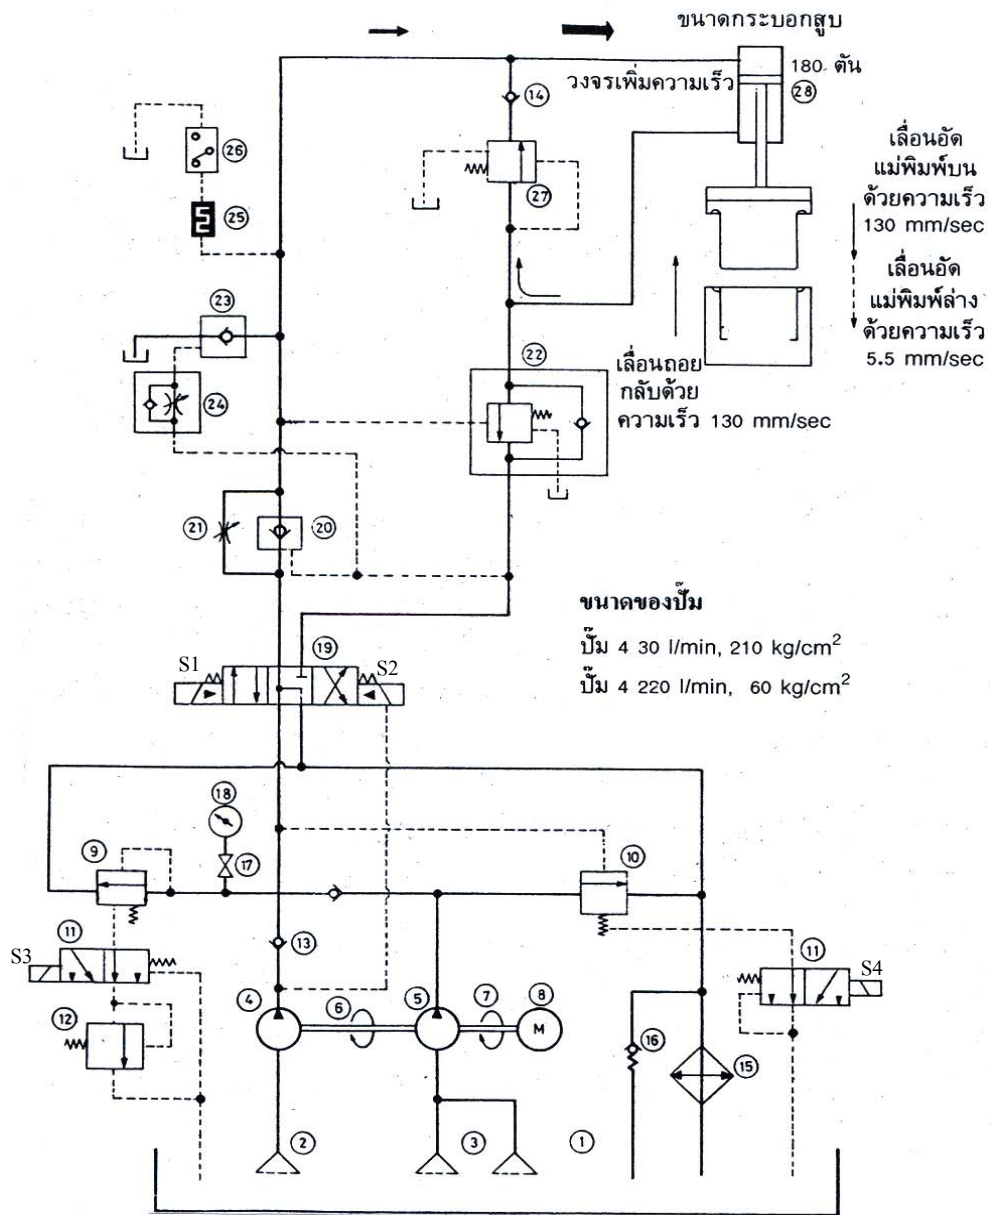 ขนาดกระบอกสูบ
180 ตัน
28
วงจรเพิ่มความเร็ว
14
26
25
27
เลื่อนอัด
แม่พิมพ์บน
ด้วยความเร็ว
130 mm/sec
เลื่อนอัด
แม่พิมพ์ล่าง
ด้วยความเร็ว
5.5 mm/sec
23
24
22
เลื่อนถอย
กลับด้วย
ความเร็ว 130 mm/sec
21
20
ขนาดของปั๊ม
ปั๊ม 4 30 l/min, 210 kg/cm²
ปั๊ม 4 220 l/min, 60 kg/cm²
S1
19
S2
18
17
9
10
11
S3
13
11
S4
12
4
6
5
7
8
M
16
15
2
3
1